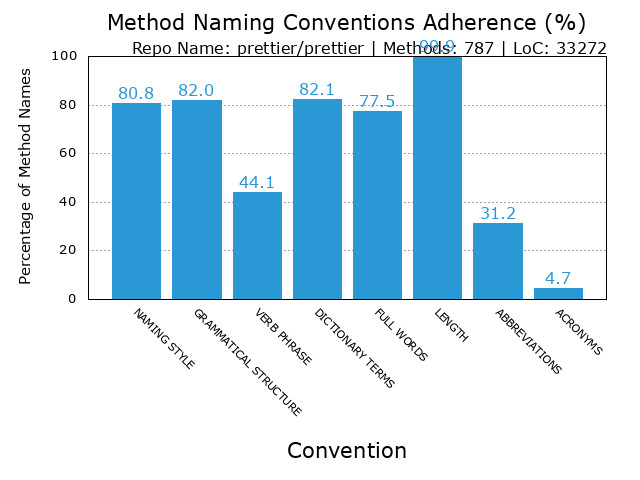 Method Naming Conventions Adherence (%)
Repo Name: prettier/prettier | Methods: 787 | LoC: 33272
Percentage of Method Names
100
80
60
40
20
0
80.8
82.0
44.1
82.1
77.5
99.9
31.2
4.7
NAMING STYLE
GRAMMATICAL STRUCTURE
VERB PHRASE
DICTIONARY TERMS
FULL WORDS
LENGTH
ABBREVIATIONS
ACRONYMS
Convention